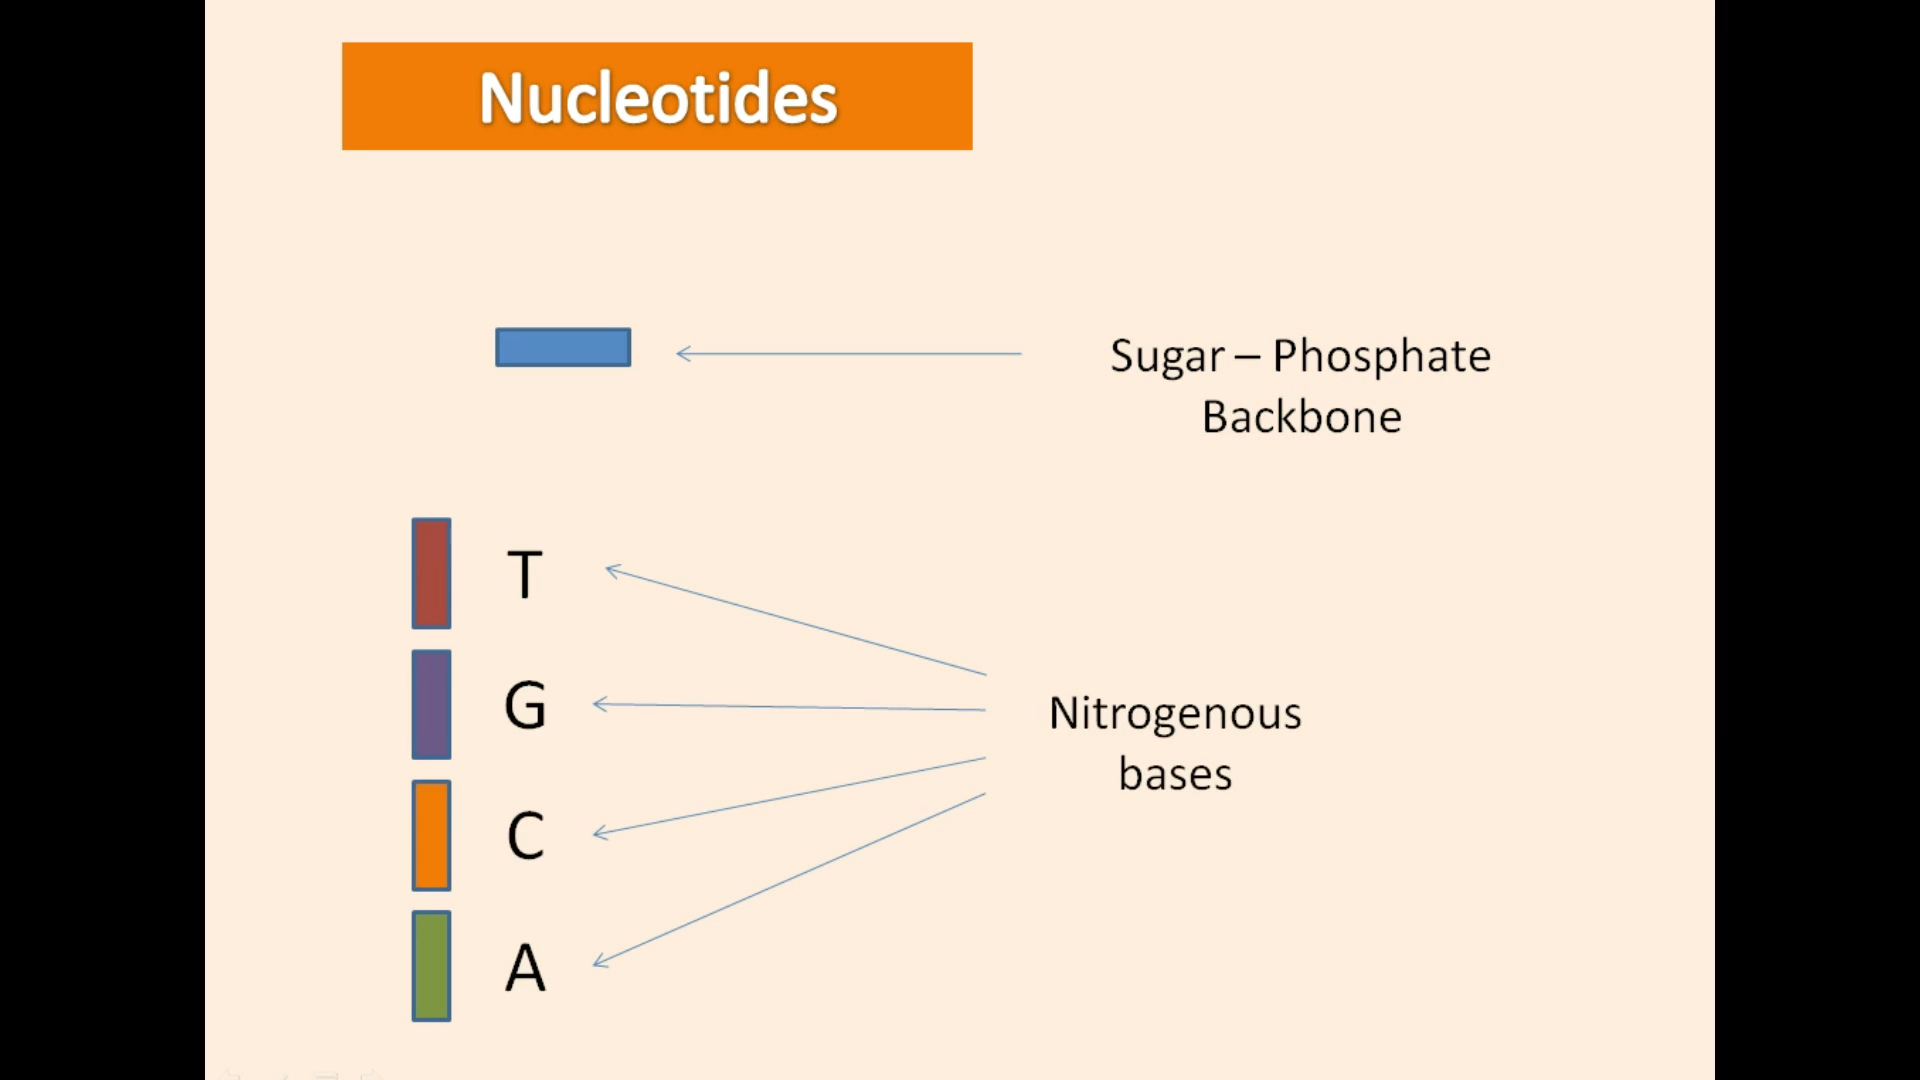 Nucleotides
Sugar – Phosphate
Backbone
T
G
C
A
Nitrogenous
bases